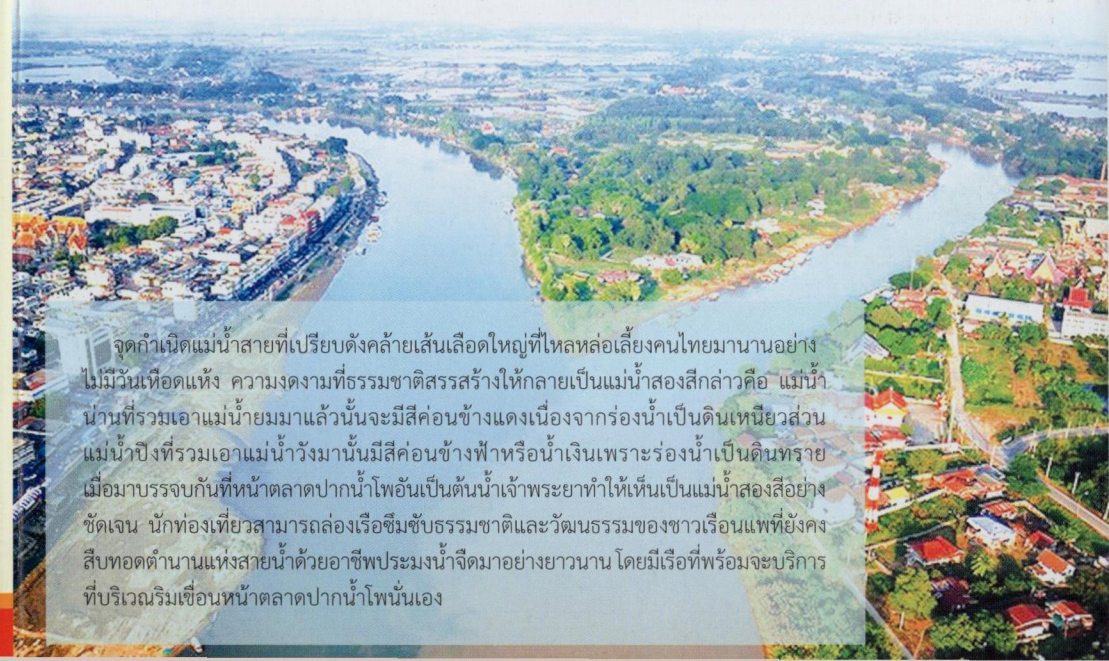 จุดกำเนิดแม่น้ำสายที่เปรียบดังคล้ายเส้นเลือดใหญ่ที่ไหลหล่อเลี้ยงคนไทยมานานอย่าง
ไม่มีวันเหือดแห้ง ความงดงามที่ธรรมชาติสรรสร้างให้กลายเป็นแม่น้ำสองสีกล่าวคือ แม่น้ำ
น่านที่รวมเอาแม่น้ำยมมาแล้วนั้นจะมีสีค่อนข้างแดงเนื่องจากร่องน้ำเป็นดินเหนียวส่วน
แม่น้ำปิงที่รวมเอาแม่น้ำวังมานั้นมีสีค่อนข้างฟ้าหรือน้ำเงินเพราะร่องน้ำเป็นดินทราย
เมื่อมาบรรจบกันที่หน้าตลาดปากน้ำโพอันเป็นต้นน้ำเจ้าพระยาทำให้เห็นเป็นแม่น้ำสองสีอย่าง
ชัดเจน นักท่องเที่ยวสามารถล่องเรือซึมซับธรรมชาติและวัฒนธรรมของชาวเรือนแพที่ยังคง
สืบทอดตำนานแห่งสายน้ำด้วยอาชีพประมงน้ำจืดมาอย่างยาวนาน โดยมีเรือที่พร้อมจะบริการ
ที่บริเวณริมเขื่อนหน้าตลาดปากน้ำโพนั่นเอง